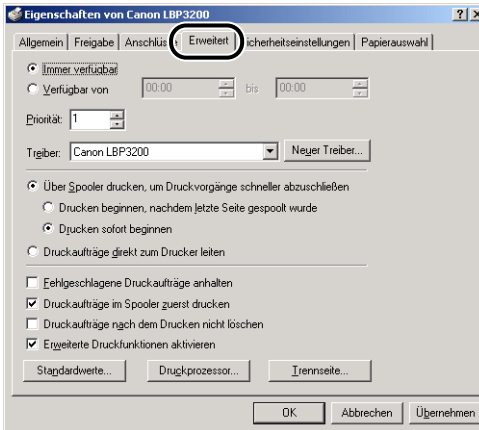 Eigenschaften von Canon LBP3200
Allgemein Freigabe Anschlüsse Erweitert Sicherheitseinstellungen Papierauswahl
Immer verfügbar
Verfügbar von 00:00 bis 00:00
Priorität: 1
Treiber: Canon LBP3200 Neuer Treiber...
Über Spooler drucken, um Druckvorgänge schneller abzuschließen
Drucken beginnen, nachdem letzte Seite gespoolt wurde
Drucken sofort beginnen
Druckaufträge direkt zum Drucker leiten
Fehlgeschlagene Druckaufträge anhalten
Druckaufträge im Spooler zuerst drucken
Druckaufträge nach dem Drucken nicht löschen
Erweiterte Druckfunktionen aktivieren
Standardwerte... Druckprozessor... Trennseite...
OK Abbrechen Übernehmen